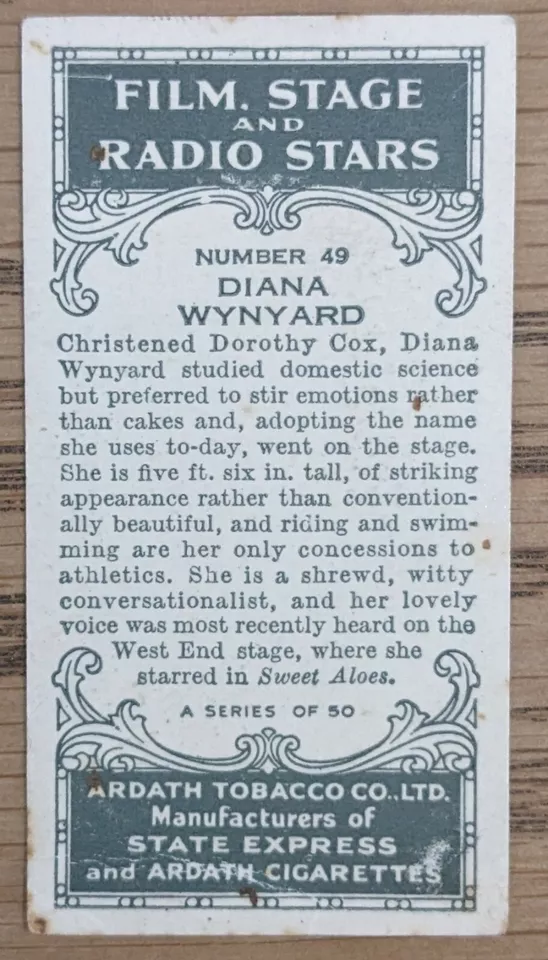 FILM, STAGE
AND
RADIO STARS
NUMBER 49
DIANA
WYNYARD
Christened Dorothy Cox, Diana
Wynyard studied domestic science
but preferred to stir emotions rather
than cakes and, adopting the name
she uses to-day, went on the stage.
She is five ft. six in. tall, of striking
appearance rather than convention-
ally beautiful, and riding and swim-
ming are her only concessions to
athletics. She is a shrewd, witty
conversationalist, and her lovely
voice was most recently heard on the
West End stage, where she
starred in Sweet Aloes.
A SERIES OF 50
ARDATH TOBACCO CO., LTD.
Manufacturers of
STATE EXPRESS
and ARDATH CIGARETTES